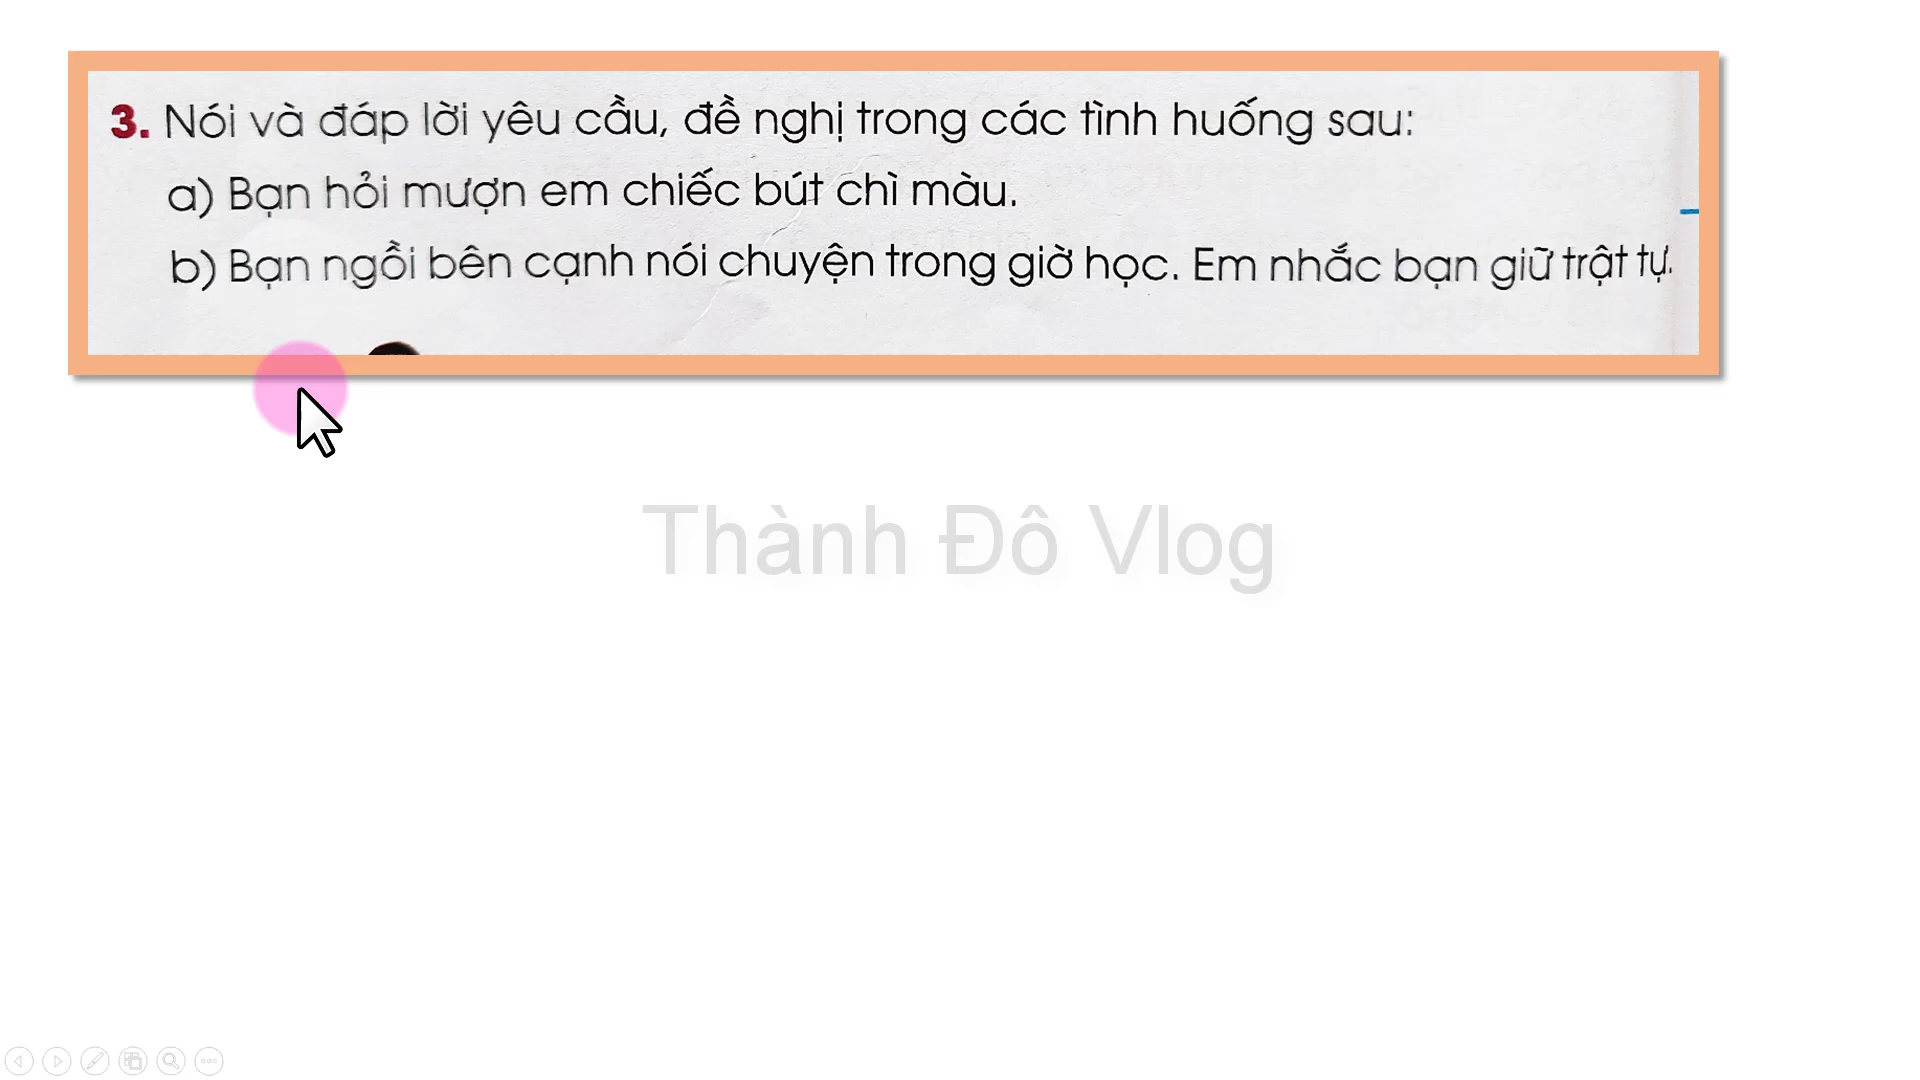 3. Nói và đáp lời yêu cầu, đề nghị trong các tình huống sau:
a) Bạn hỏi mượn em chiếc bút chì màu.
b) Bạn ngồi bên cạnh nói chuyện trong giờ học. Em nhắc bạn giữ trật tự.
Thành Đô Vlog